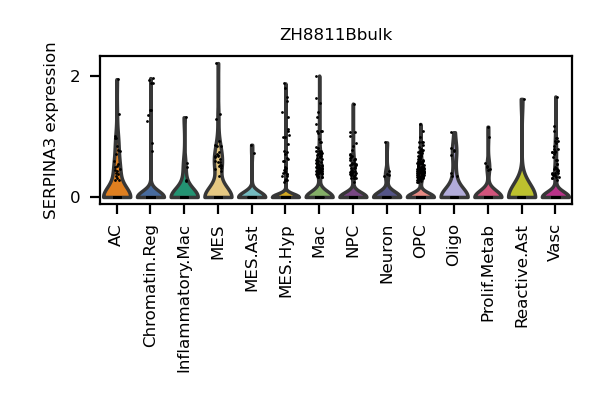 ZH8811Bbulk
SERPINA3 expression
2
0
AC
Chromatin.Reg
Inflammatory.Mac
MES
MES.Ast
MES.Hyp
Mac
NPC
Neuron
OPC
Oligo
Prolif.Metab
Reactive.Ast
Vasc